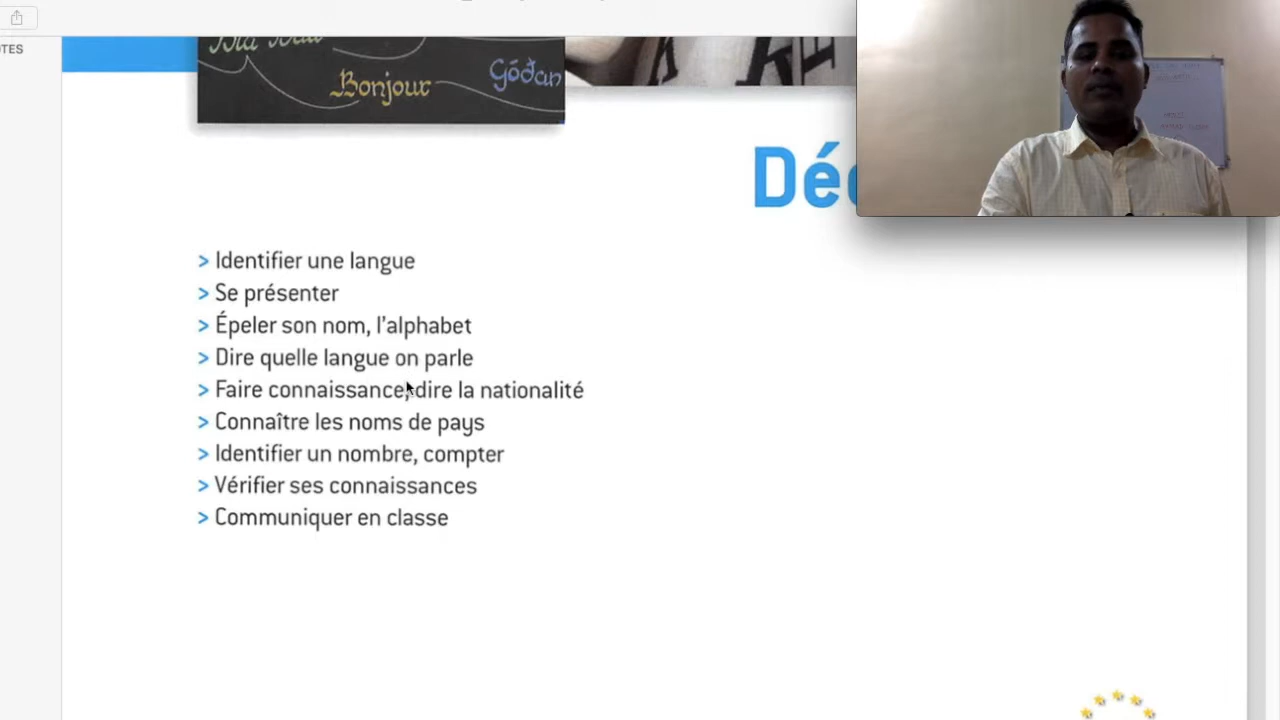 Bonjour
Góðan
Dé
> Identifier une langue
> Se présenter
> Épeler son nom, l'alphabet
> Dire quelle langue on parle
> Faire connaissance, dire la nationalité
> Connaître les noms de pays
> Identifier un nombre, compter
> Vérifier ses connaissances
> Communiquer en classe